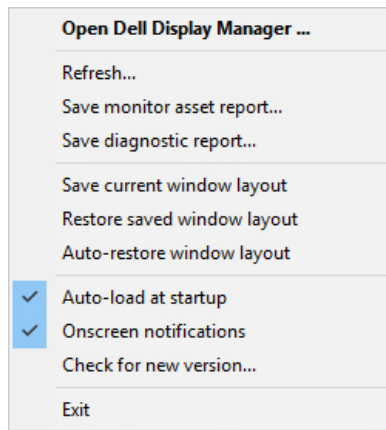 Open Dell Display Manager ...
Refresh...
Save monitor asset report...
Save diagnostic report...
Save current window layout
Restore saved window layout
Auto-restore window layout
Auto-load at startup
Onscreen notifications
Check for new version...
Exit